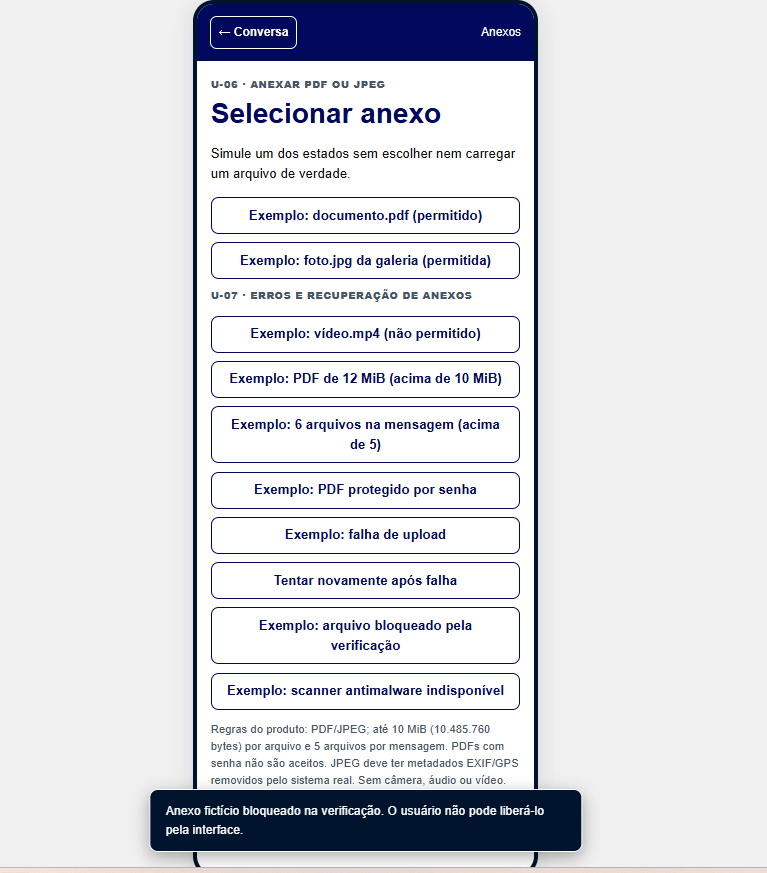 ← Conversa
Anexos
U-06 · ANEXAR PDF OU JPEG
Selecionar anexo
Simule um dos estados sem escolher nem carregar
um arquivo de verdade.
Exemplo: documento.pdf (permitido)
Exemplo: foto.jpg da galeria (permitida)
U-07 · ERROS E RECUPERAÇÃO DE ANEXOS
Exemplo: vídeo.mp4 (não permitido)
Exemplo: PDF de 12 MiB (acima de 10 MiB)
Exemplo: 6 arquivos na mensagem (acima
de 5)
Exemplo: PDF protegido por senha
Exemplo: falha de upload
Tentar novamente após falha
Exemplo: arquivo bloqueado pela
verificação
Exemplo: scanner antimalware indisponível
Regras do produto: PDF/JPEG; até 10 MiB (10.485.760
bytes) por arquivo e 5 arquivos por mensagem. PDFs com
senha não são aceitos. JPEG deve ter metadados EXIF/GPS
removidos pelo sistema real. Sem câmera, áudio ou vídeo.
Anexo fictício bloqueado na verificação. O usuário não pode liberá-lo
pela interface.